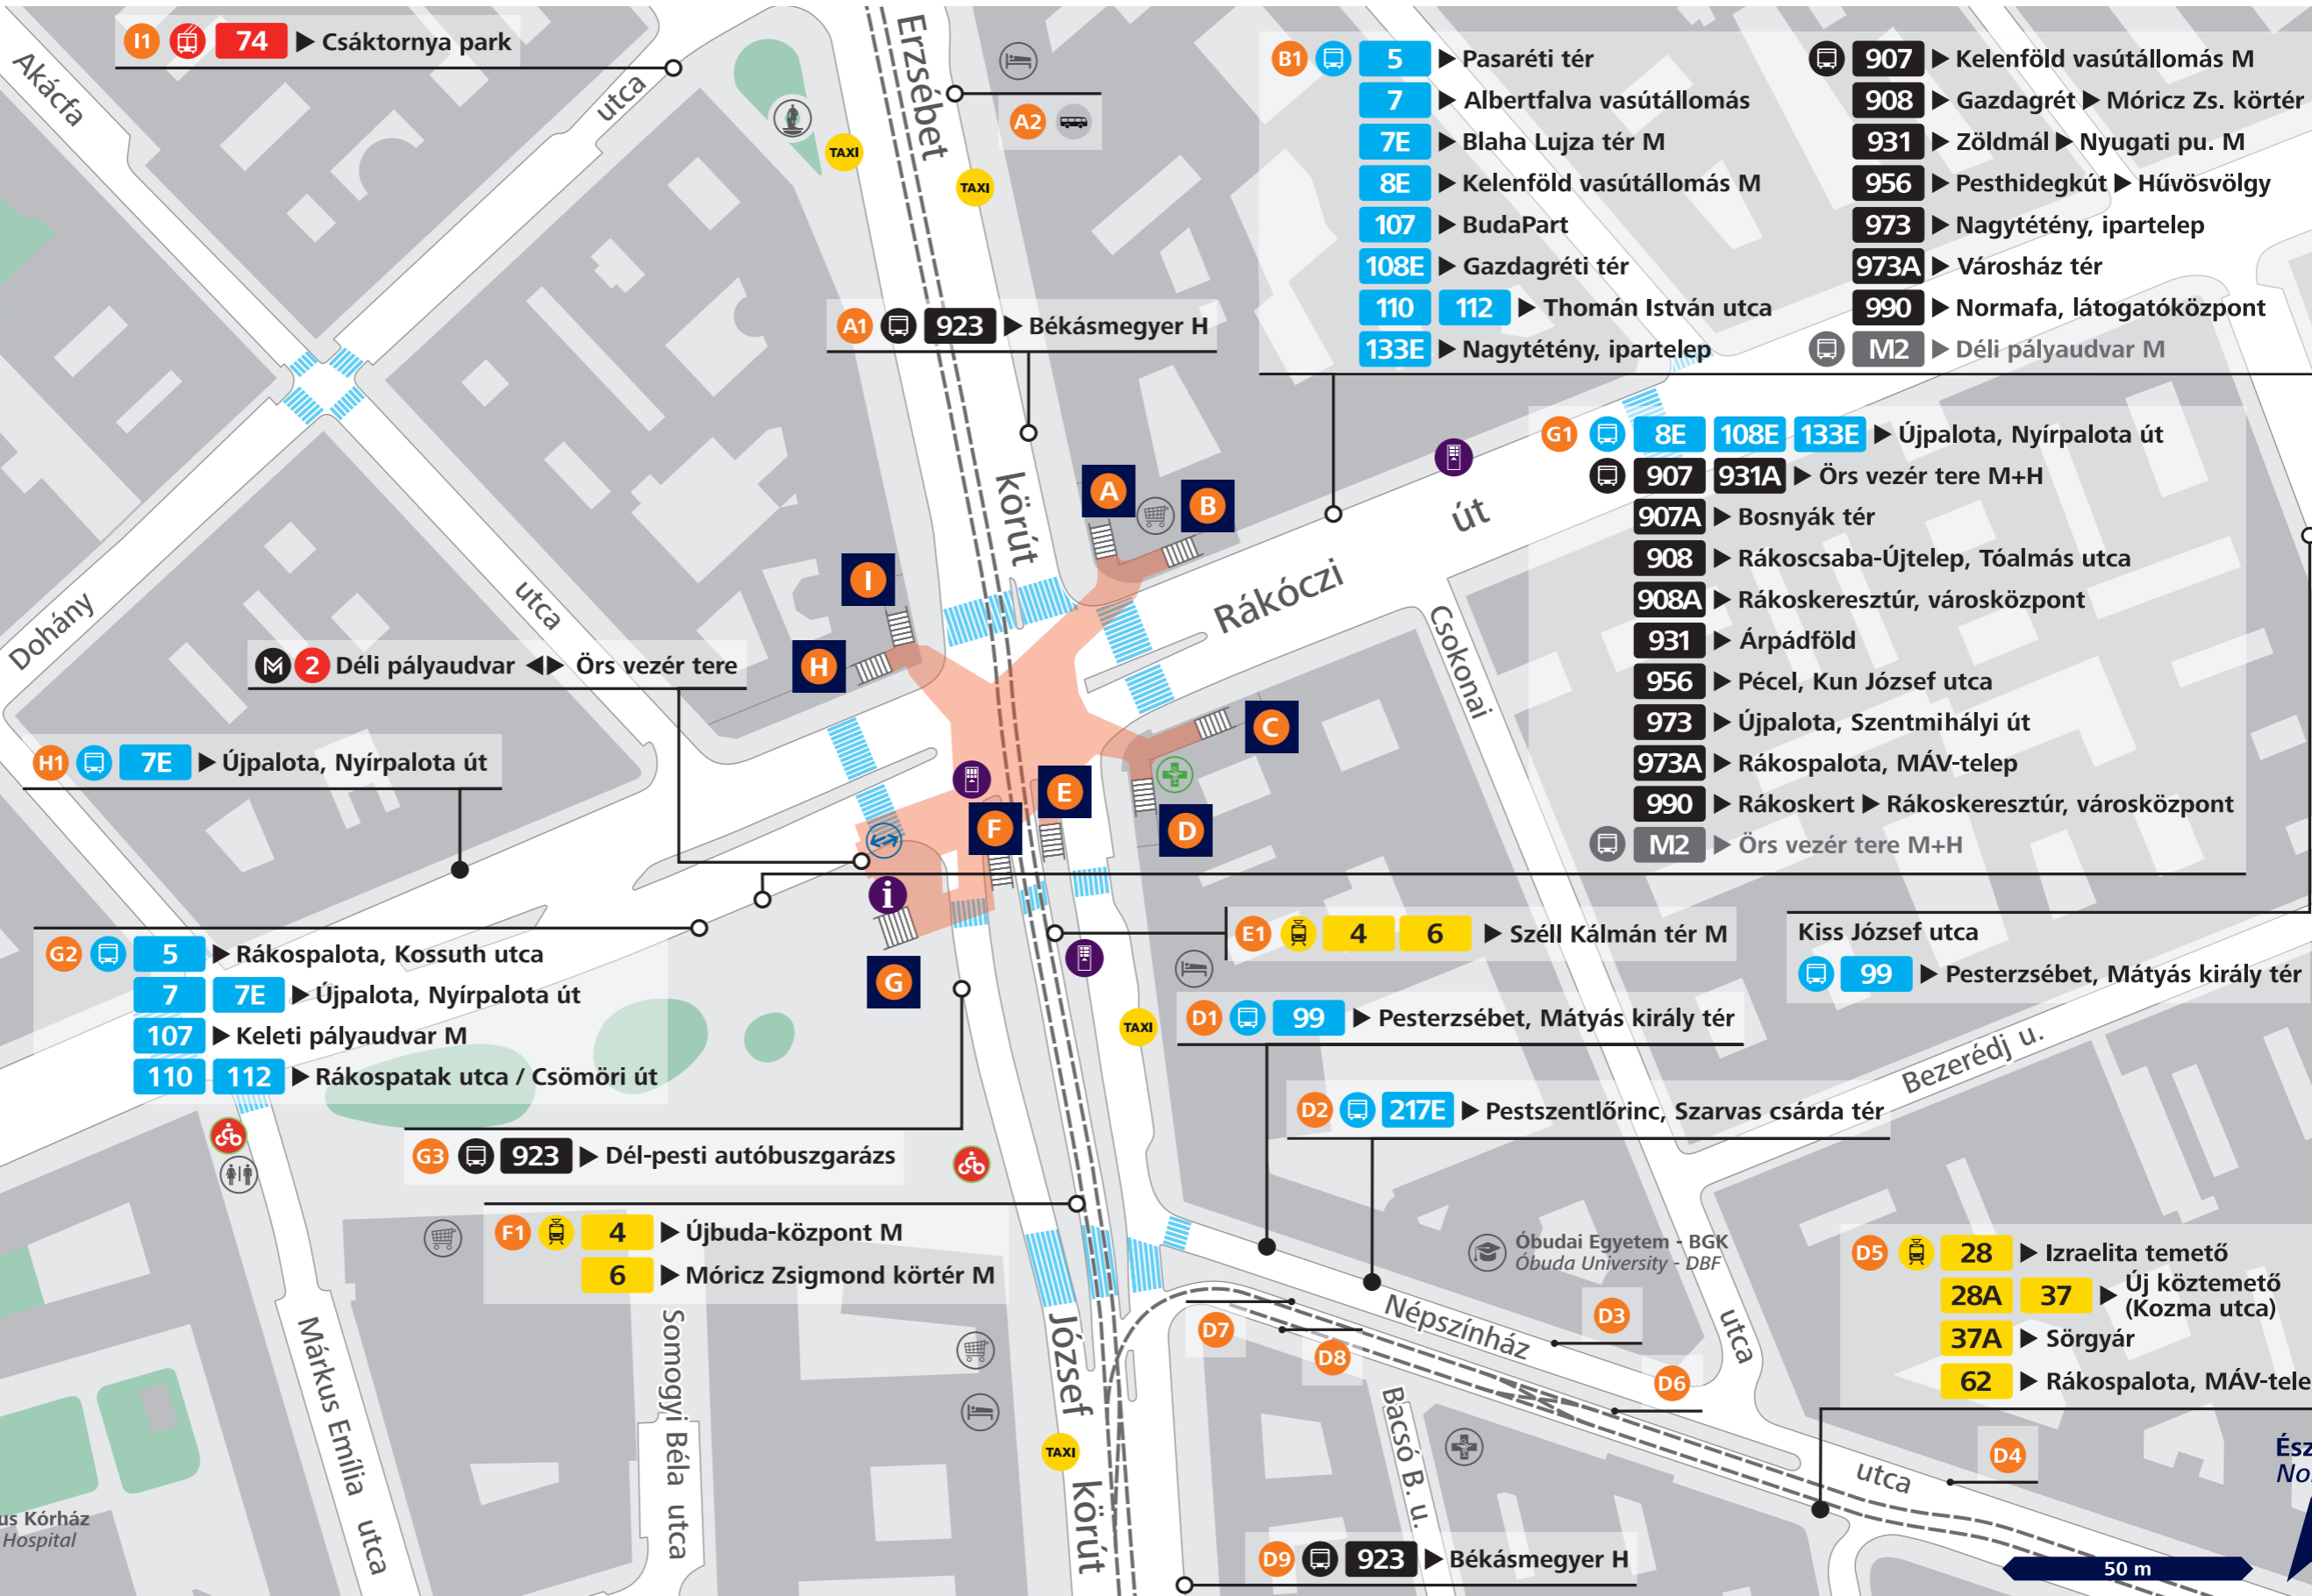 I1 74 ▶ Csáktornya park
Akácfa
utca
Erzsébet
A2
TAXI
TAXI
B1 5 ▶ Pasaréti tér
7 ▶ Albertfalva vasútállomás
7E ▶ Blaha Lujza tér M
8E ▶ Kelenföld vasútállomás M
107 ▶ BudaPart
108E ▶ Gazdagréti tér
110 112 ▶ Thomán István utca
133E ▶ Nagytétény, ipartelep
907 ▶ Kelenföld vasútállomás M
908 ▶ Gazdagrét ▶ Móricz Zs. körtér
931 ▶ Zöldmál ▶ Nyugati pu. M
956 ▶ Pesthidegkút ▶ Hűvösvölgy
973 ▶ Nagytétény, ipartelep
973A ▶ Városház tér
990 ▶ Normafa, látogatóközpont
M2 ▶ Déli pályaudvar M
A1 923 ▶ Békásmegyer H
G1 8E 108E 133E ▶ Újpalota, Nyírpalota út
907 931A ▶ Örs vezér tere M+H
907A ▶ Bosnyák tér
908 ▶ Rákoscsaba-Újtelep, Tóalmás utca
908A ▶ Rákoskeresztúr, városközpont
931 ▶ Árpádföld
956 ▶ Pécel, Kun József utca
973 ▶ Újpalota, Szentmihályi út
973A ▶ Rákospalota, MÁV-telep
990 ▶ Rákoskert ▶ Rákoskeresztúr, városközpont
M2 ▶ Örs vezér tere M+H
körút
A
B
út
Rákóczi
I
utca
Dohány
Csokonai
H
M 2 Déli pályaudvar ◀▶ Örs vezér tere
C
H1 7E ▶ Újpalota, Nyírpalota út
E
F
D
i
G
G2 5 ▶ Rákospalota, Kossuth utca
7 7E ▶ Újpalota, Nyírpalota út
107 ▶ Keleti pályaudvar M
110 112 ▶ Rákospatak utca / Csömöri út
E1 4 6 ▶ Széll Kálmán tér M
Kiss József utca
99 ▶ Pesterzsébet, Mátyás király tér
TAXI
D1 99 ▶ Pesterzsébet, Mátyás király tér
Bezerédj u.
D2 217E ▶ Pestszentlőrinc, Szarvas csárda tér
G3 923 ▶ Dél-pesti autóbuszgarázs
F1 4 ▶ Újbuda-központ M
6 ▶ Móricz Zsigmond körtér M
Óbudai Egyetem - BGK
Óbuda University - DBF
D5 28 ▶ Izraelita temető
28A 37 ▶ Új köztemető
(Kozma utca)
37A ▶ Sörgyár
62 ▶ Rákospalota, MÁV-tele
D7
D8
D3
D6
D4
Népszínház
utca
utca
József
körút
TAXI
Somogyi Béla utca
Márkus Emília utca
Bacsó B. u.
us Kórház
Hospital
D9 923 ▶ Békásmegyer H
Ész
No
50 m